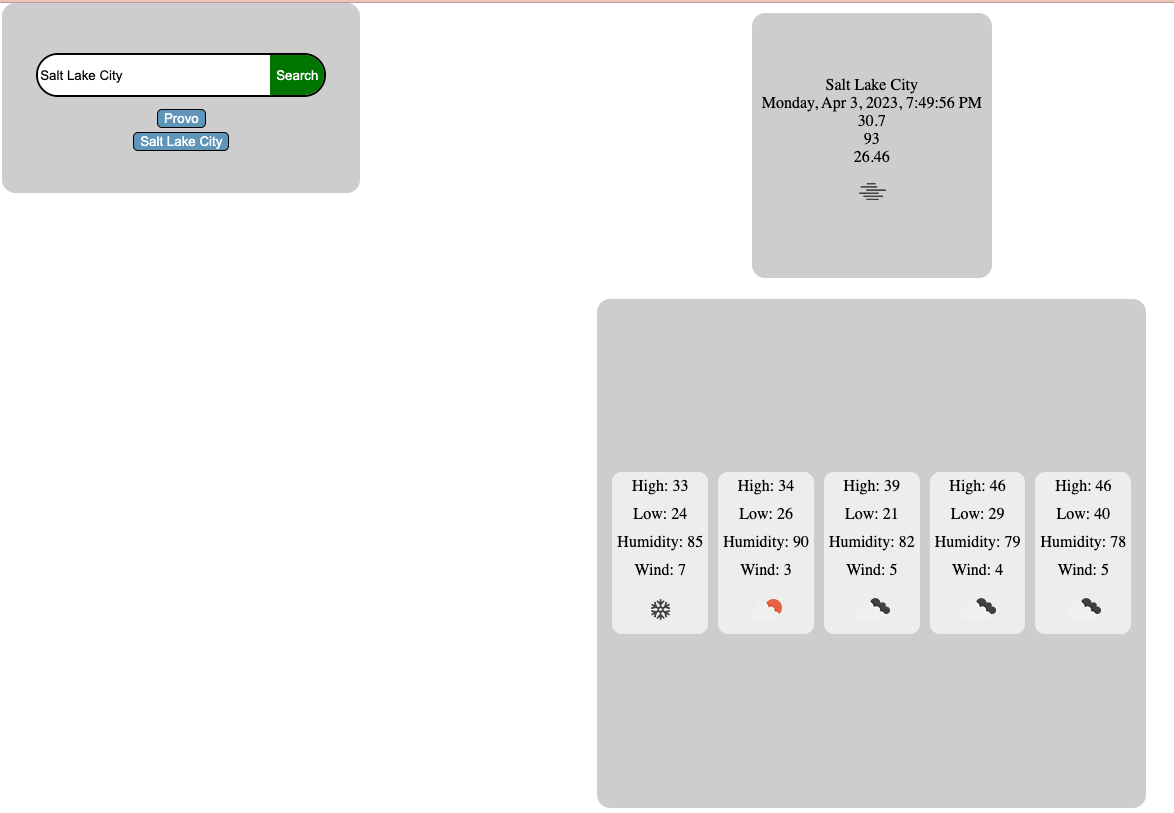 Salt Lake City
Search
Provo
Salt Lake City
Salt Lake City
Monday, Apr 3, 2023, 7:49:56 PM
30.7
93
26.46
High: 33
Low: 24
Humidity: 85
Wind: 7
High: 34
Low: 26
Humidity: 90
Wind: 3
High: 39
Low: 21
Humidity: 82
Wind: 5
High: 46
Low: 29
Humidity: 79
Wind: 4
High: 46
Low: 40
Humidity: 78
Wind: 5